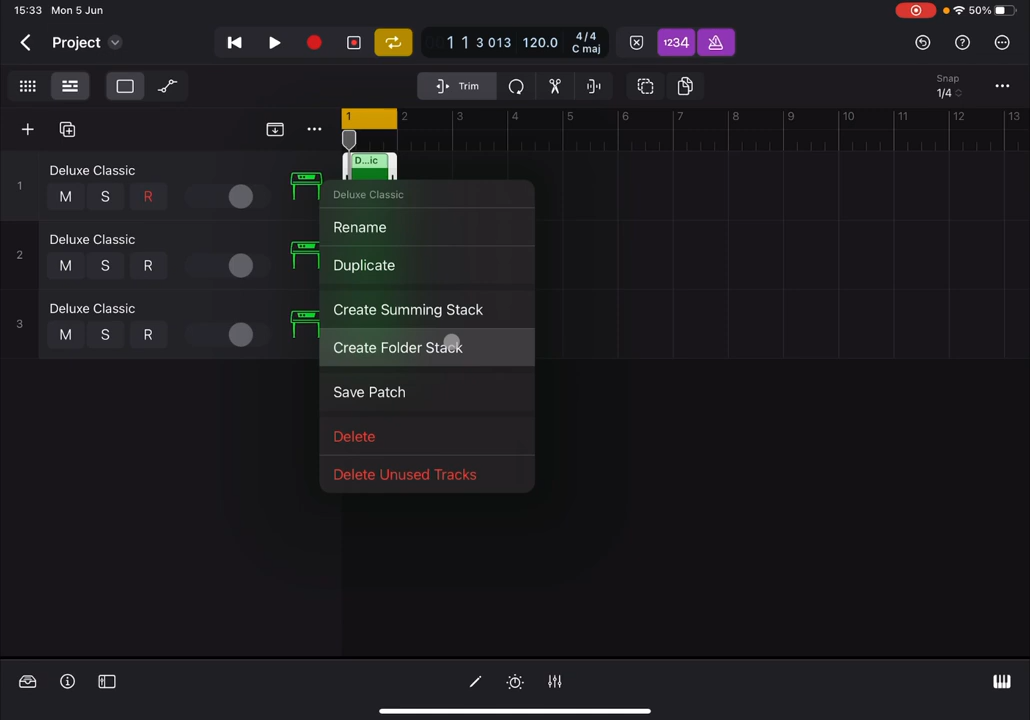 15:33 Mon 5 Jun
50%
Project
1 1 3 013 120.0 4/4 C maj
1234
Trim
Snap
1/4
1 2 3 4 5 6 7 8 9 10 11 12 13
D...ic
1 Deluxe Classic
M S R
Deluxe Classic
Rename
2 Deluxe Classic
M S R
Duplicate
3 Deluxe Classic
M S R
Create Summing Stack
Create Folder Stack
Save Patch
Delete
Delete Unused Tracks